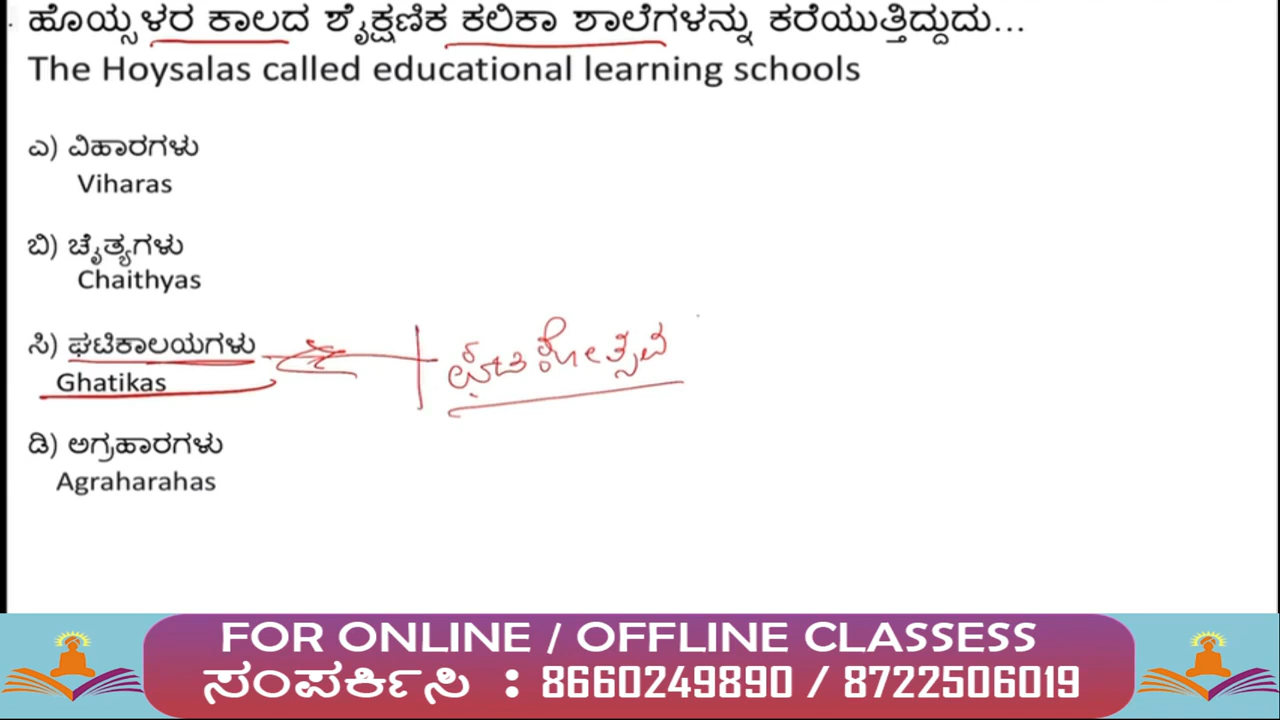 ಹೊಯ್ಸಳರ ಕಾಲದ ಶೈಕ್ಷಣಿಕ ಕಲಿಕಾ ಶಾಲೆಗಳನ್ನು ಕರೆಯುತ್ತಿದ್ದುದು...
The Hoysalas called educational learning schools
ಎ) ವಿಹಾರಗಳು
Viharas
ಬಿ) ಚೈತ್ಯಗಳು
Chaithyas
ಸಿ) ಘಟಿಕಾಲಯಗಳು
Ghatikas
ಡಿ) ಅಗ್ರಹಾರಗಳು
Agraharahas
FOR ONLINE / OFFLINE CLASSESS
ಸಂಪರ್ಕಿಸಿ : 8660249890 / 8722506019